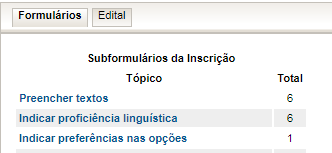 Formulários Edital
Subformulários da Inscrição
Tópico Total
Preencher textos 6
Indicar proficiência linguística 6
Indicar preferências nas opções 1